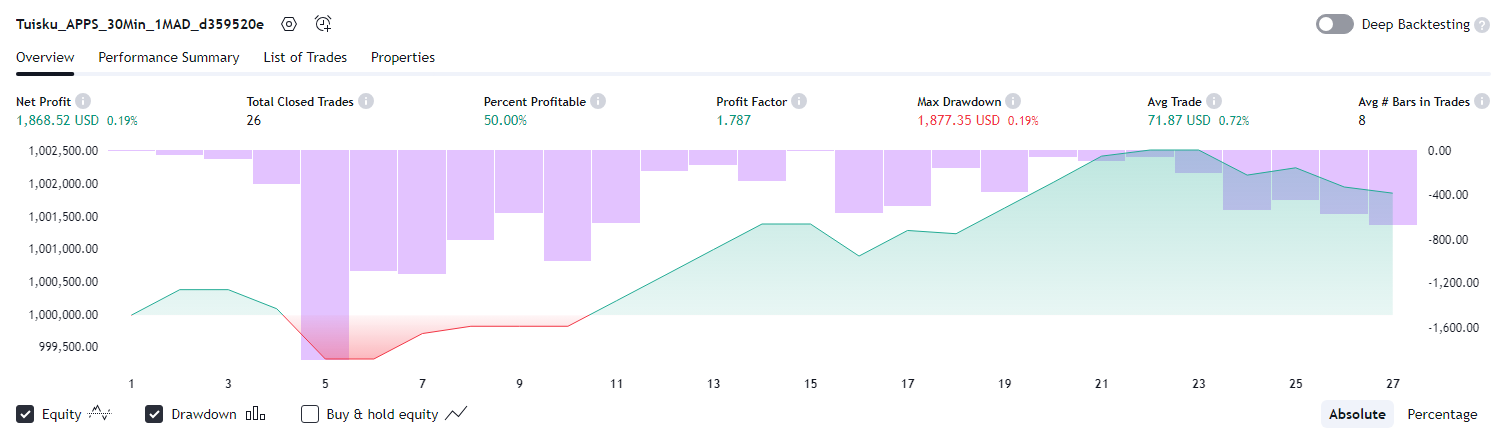 Tuisku_APPS_30Min_1MAD_d359520e
Deep Backtesting ?
Overview Performance Summary List of Trades Properties
Net Profit i Total Closed Trades i Percent Profitable i Profit Factor i Max Drawdown i Avg Trade i Avg # Bars in Trades i
1,868.52 USD 0.19% 26 50.00% 1.787 1,877.35 USD 0.19% 71.87 USD 0.72% 8
1,002,500.00 0.00
1,002,000.00 -400.00
1,001,500.00
1,001,000.00 -800.00
1,000,500.00 -1,200.00
1,000,000.00 -1,600.00
999,500.00
1 3 5 7 9 11 13 15 17 19 21 23 25 27
Equity Drawdown Buy & hold equity Absolute Percentage